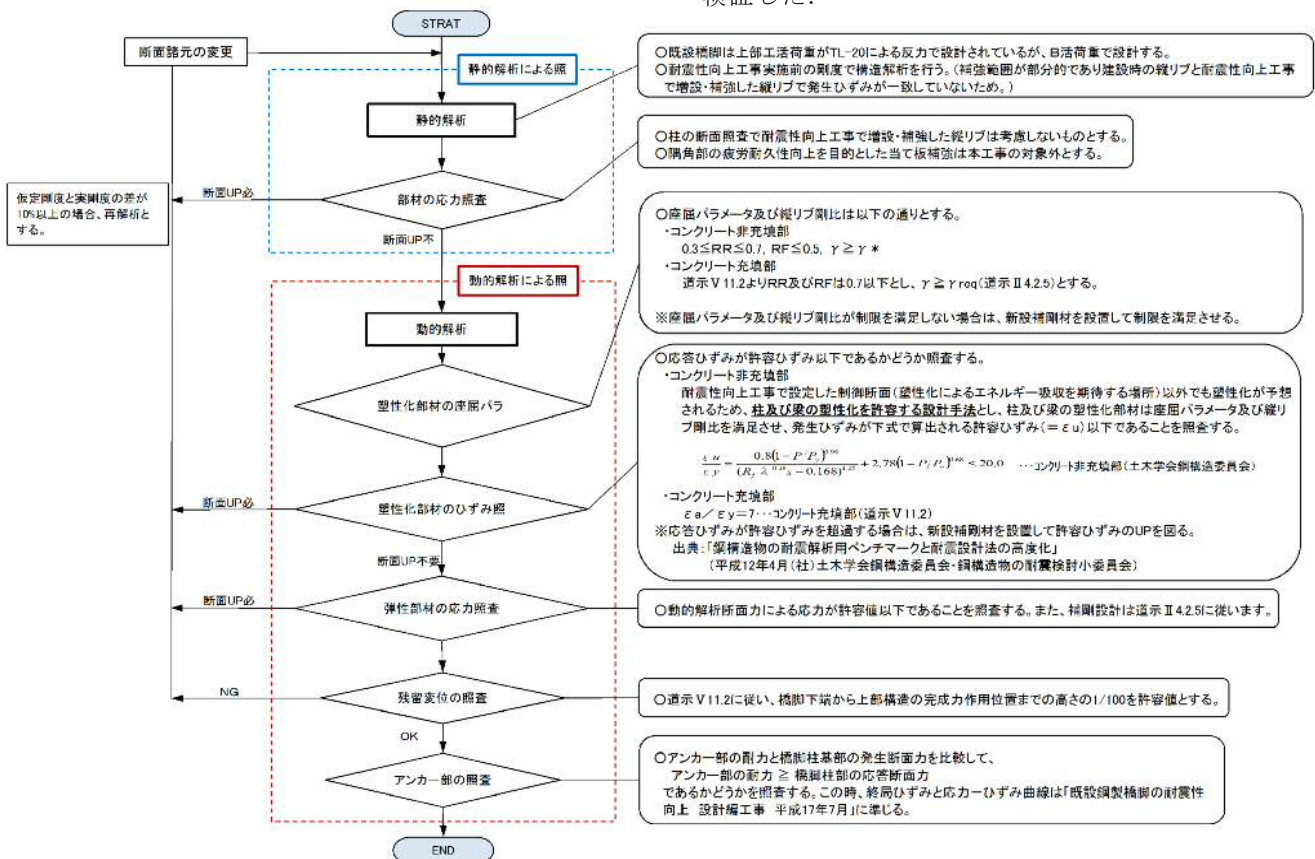 検証した.
STRAT
断面諸元の変更
静的解析による照
○既設橋脚は上部工活荷重がTL-20による反力で設計されているが、B活荷重で設計する。
○耐震性向上工事実施前の剛度で構造解析を行う。(補強範囲が部分的であり建設時の縦リブと耐震性向上工事
で増設・補強した縦リブで発生ひずみが一致していないため。)
静的解析
○柱の断面照査で耐震性向上工事で増設・補強した縦リブは考慮しないものとする。
○隅角部の疲労耐久性向上を目的とした当て板補強は本工事の対象外とする。
仮定剛度と実剛度の差が
10%以上の場合、再解析と
する。
断面UP必
部材の応力照査
断面UP不
○座屈パラメータ及び縦リブ剛比は以下の通りとする。
・コンクリート非充填部
0.3≦RR≦0.7, RF≦0.5, γ≧γ*
・コンクリート充填部
道示Ⅴ11.2よりRR及びRFは0.7以下とし、γ≧γreq(道示Ⅱ4.2.5)とする。
※座屈パラメータ及び縦リブ剛比が制限を満足しない場合は、新設補剛材を設置して制限を満足させる。
動的解析による照
動的解析
塑性化部材の座屈パラ
○応答ひずみが許容ひずみ以下であるかどうか照査する。
・コンクリート非充填部
耐震性向上工事で設定した制御断面(塑性化によるエネルギー吸収を期待する場所)以外でも塑性化が予想
されるため、柱及び梁の塑性化を許容する設計手法とし、柱及び梁の塑性化部材は座屈パラメータ及び縦リ
ブ剛比を満足させ、発生ひずみが下式で算出される許容ひずみ(=εu)以下であることを照査する。
≤ 20.0 …コンクリート非充填部(土木学会鋼構造委員会)
・コンクリート充填部
εa/εy=7…コンクリート充填部(道示Ⅴ11.2)
※応答ひずみが許容ひずみを超過する場合は、新設補剛材を設置して許容ひずみのUPを図る。
出典:「鋼構造物の耐震解析用ベンチマークと耐震設計法の高度化」
(平成12年4月(社)土木学会鋼構造委員会・鋼構造物の耐震検討小委員会)
断面UP必
塑性化部材のひずみ照
断面UP不要
断面UP必
弾性部材の応力照査
○動的解析断面力による応力が許容値以下であることを照査する。また、補剛設計は道示Ⅱ4.2.5に従います。
NG
残留変位の照査
○道示Ⅴ11.2に従い、橋脚下端から上部構造の完成力作用位置までの高さの1/100を許容値とする。
OK
アンカー部の照査
○アンカー部の耐力と橋脚柱基部の発生断面力を比較して、
アンカー部の耐力 ≧ 橋脚柱部の応答断面力
であるかどうかを照査する。この時、終局ひずみと応力ーひずみ曲線は「既設鋼製橋脚の耐震性
向上 設計編工事 平成17年7月」に準じる。
END